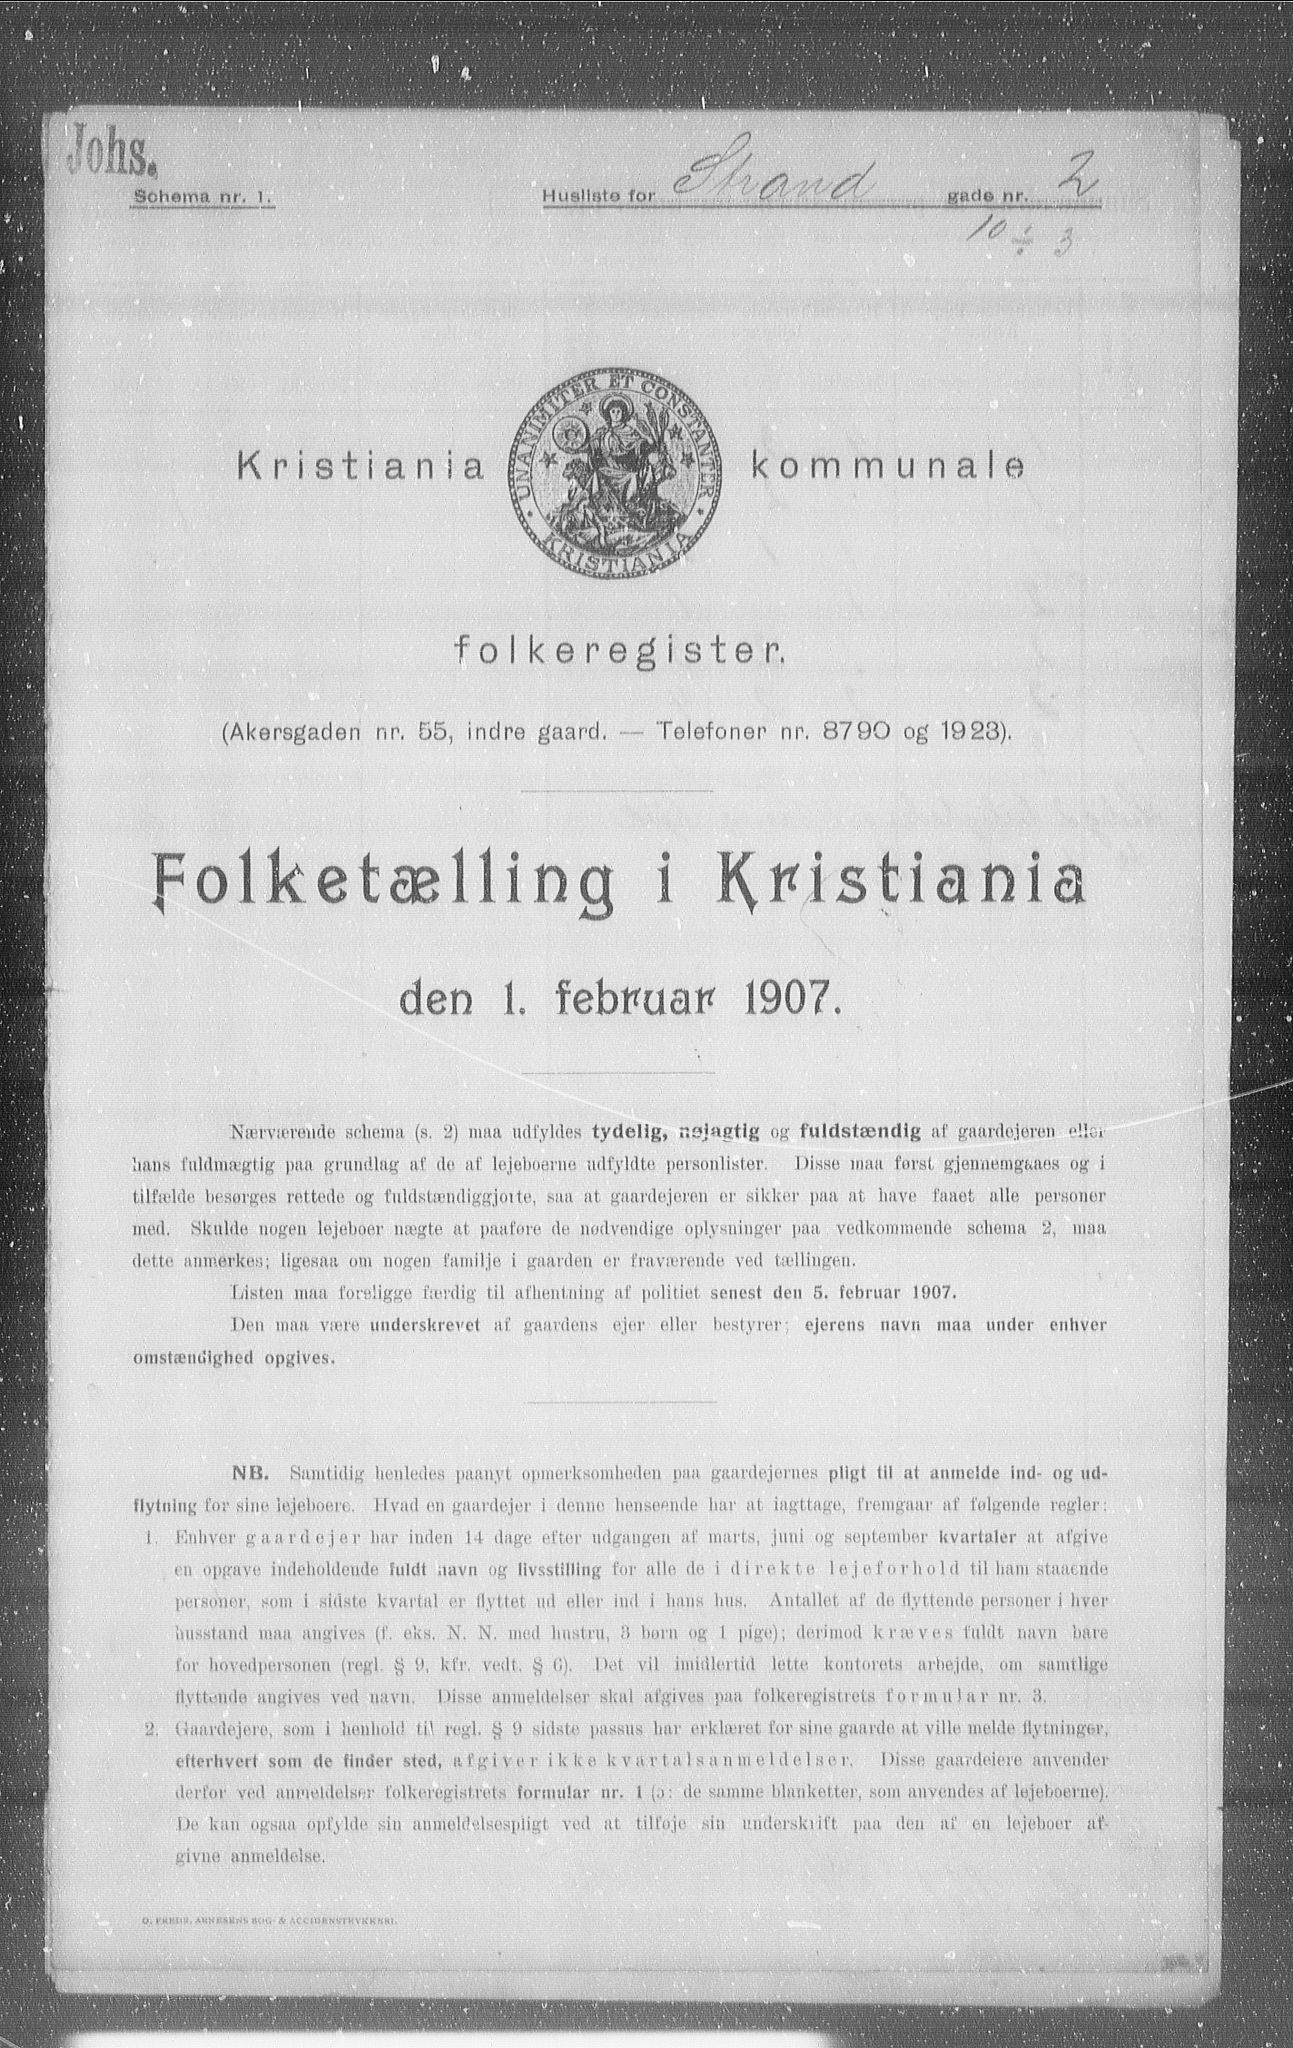 Johs.
Schema nr. 1.
Husliste for Strand gade nr. 2
10 ÷ 3
UNANIMITER ET CONSTANTER
KRISTIANIA
Kristiania kommunale
folkeregister.
(Akersgaden nr. 55, indre gaard. — Telefoner nr. 8790 og 1923).
Folketælling i Kristiania
den 1. februar 1907.
Nærværende schema (s. 2) maa udfyldes tydelig, nøjagtig og fuldstændig af gaardejeren eller
hans fuldmægtig paa grundlag af de af lejeboerne udfyldte personlister. Disse maa først gjennemgaaes og i
tilfælde besørges rettede og fuldstændiggjorte, saa at gaardejeren er sikker paa at have faaet alle personer
med. Skulde nogen lejeboer nægte at paaføre de nødvendige oplysninger paa vedkommende schema 2, maa
dette anmerkes; ligesaa om nogen familje i gaarden er fraværende ved tællingen.
Listen maa foreligge færdig til afhentning af politiet senest den 5. februar 1907.
Den maa være underskrevet af gaardens ejer eller bestyrer; ejerens navn maa under enhver
omstændighed opgives.
NB. Samtidig henledes paanyt opmerksomheden paa gaardejernes pligt til at anmelde ind- og ud-
flytning for sine lejeboere. Hvad en gaardejer i denne henseende har at iagttage, fremgaar af følgende regler:
1. Enhver gaardejer har inden 14 dage efter udgangen af marts, juni og september kvartaler at afgive
en opgave indeholdende fuldt navn og livsstilling for alle de i direkte lejeforhold til ham staaende
personer, som i sidste kvartal er flyttet ud eller ind i hans hus. Antallet af de flyttende personer i hver
husstand maa angives (f. eks. N. N. med hustru, 3 børn og 1 pige); derimod kræves fuldt navn bare
for hovedpersonen (regl. § 9, kfr. vedt. § 6). Det vil imidlertid lette kontorets arbejde, om samtlige
flyttende angives ved navn. Disse anmeldelser skal afgives paa folkeregistrets formular nr. 3.
2. Gaardejere, som i henhold til regl. § 9 sidste passus har erklæret for sine gaarde at ville melde flytninger,
efterhvert som de finder sted, afgiver ikke kvartalsanmeldelser. Disse gaardeiere anvender
derfor ved anmeldelser folkeregistrets formular nr. 1 (ɔ: de samme blanketter, som anvendes af lejeboerne).
De kan ogsaa opfylde sin anmeldelsespligt ved at tilføje sin underskrift paa den af en lejeboer af-
givne anmeldelse.
O. FREDR. ARNESENS BOG- & ACCIDENSTRYKKERI.